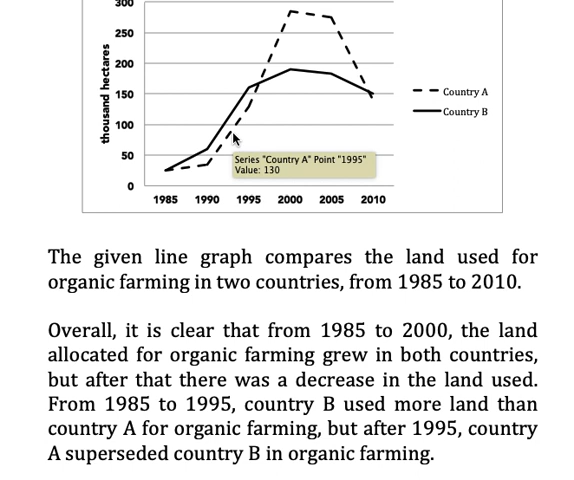 300
250
200
150
100
50
0
thousand hectares
Country A
Country B
Series "Country A" Point "1995"
Value: 130
1985 1990 1995 2000 2005 2010
The given line graph compares the land used for
organic farming in two countries, from 1985 to 2010.
Overall, it is clear that from 1985 to 2000, the land
allocated for organic farming grew in both countries,
but after that there was a decrease in the land used.
From 1985 to 1995, country B used more land than
country A for organic farming, but after 1995, country
A superseded country B in organic farming.